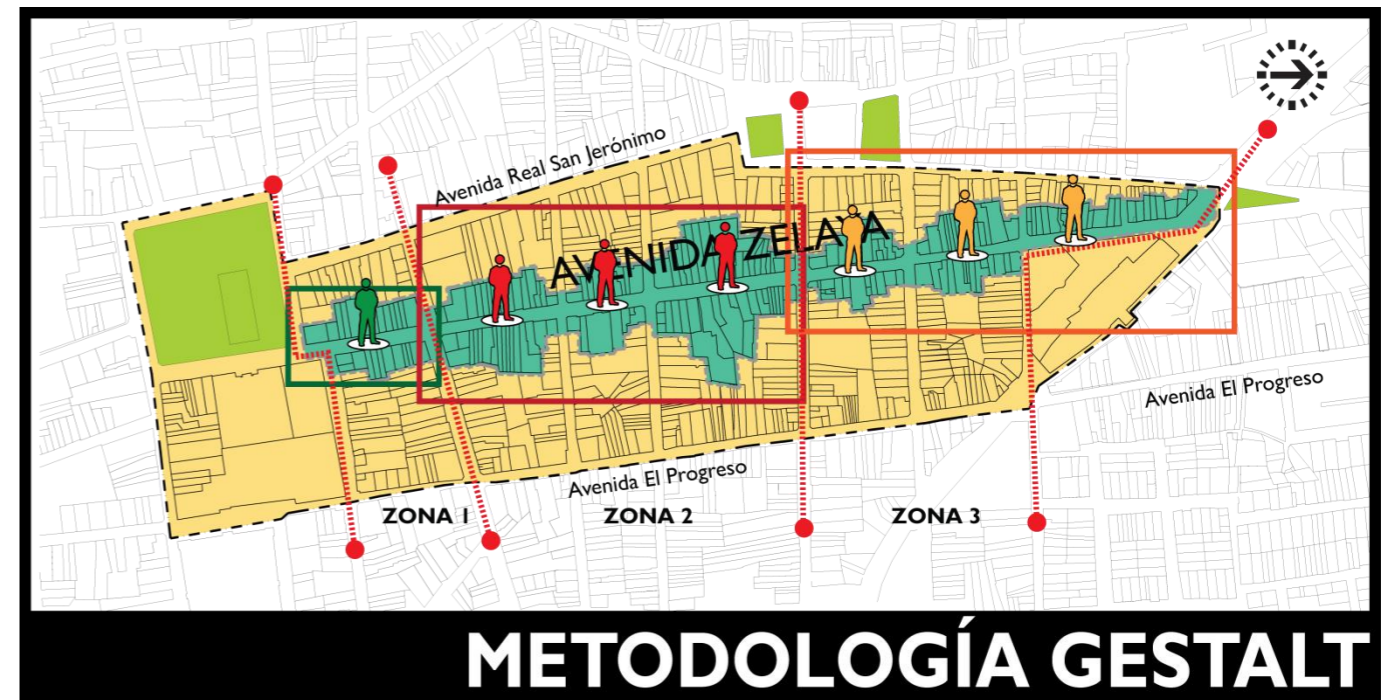 Avenida Real San Jerónimo
AVENIDA ZELAYA
Avenida El Progreso
Avenida El Progreso
ZONA 1
ZONA 2
ZONA 3
METODOLOGÍA GESTALT